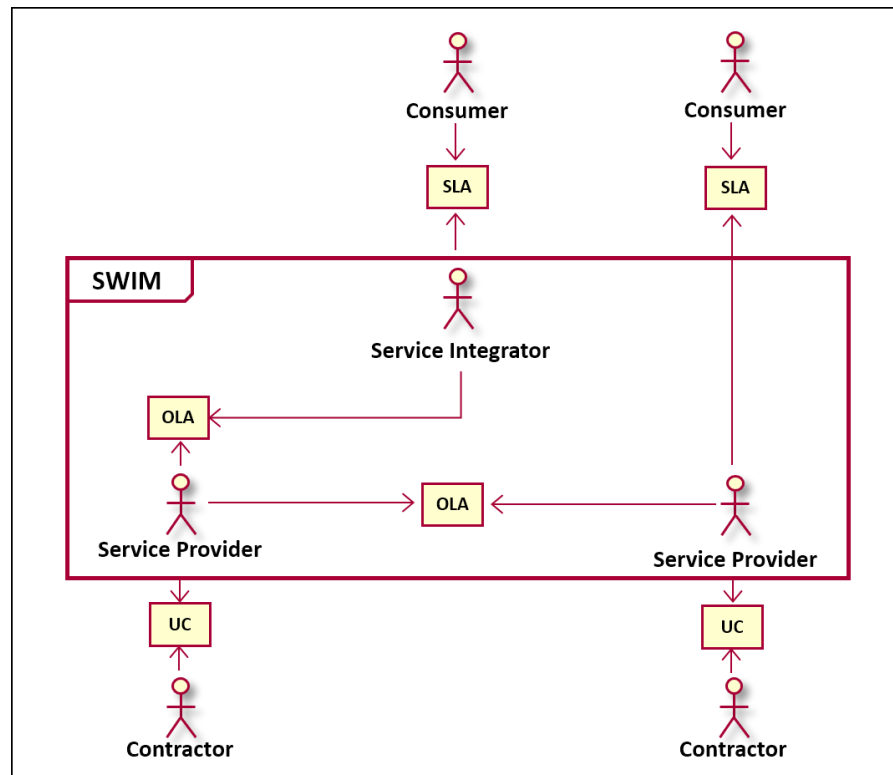 Consumer
Consumer
SLA
SLA
SWIM
Service Integrator
OLA
OLA
Service Provider
Service Provider
UC
UC
Contractor
Contractor